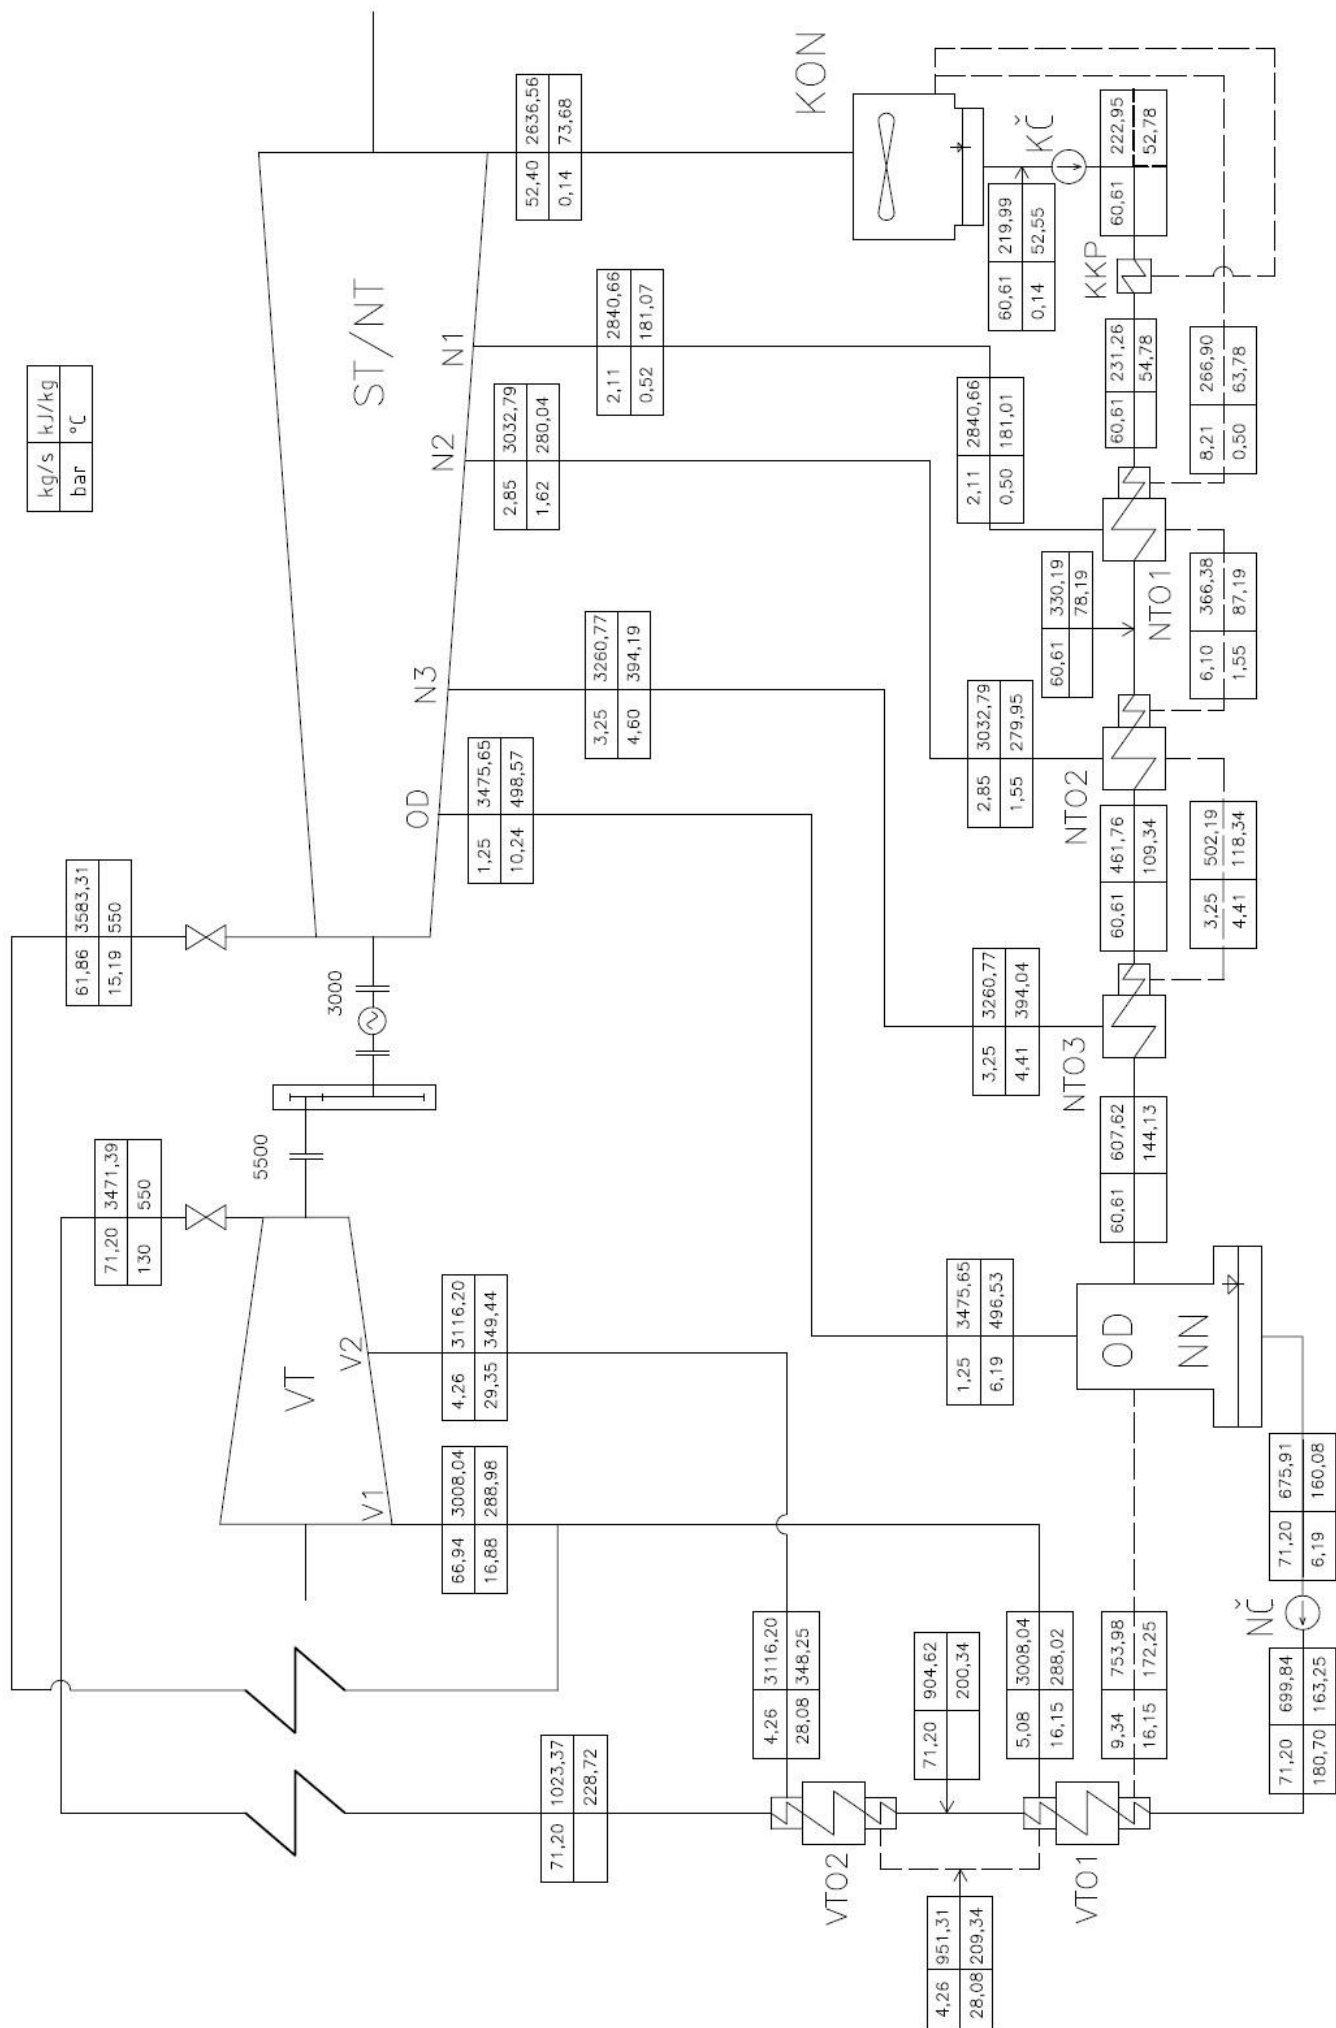 kg/s kJ/kg
bar °C
61,86 3583,31
15,19 550
71,20 3471,39
130 550
3000
5500
VT
V1
V2
ST/NT
OD
N3
N2
N1
66,94 3008,04
16,88 288,98
4,26 3116,20
29,35 349,44
1,25 3475,65
10,24 498,57
3,25 3260,77
4,60 394,19
2,85 3032,79
1,62 280,04
2,11 2840,66
0,52 181,07
52,40 2636,56
0,14 73,68
KON
60,61 219,99
0,14 52,55
KČ
60,61 222,95
52,78
KKP
60,61 231,26
54,78
2,11 2840,66
0,50 181,01
8,21 266,90
0,50 63,78
NTO1
60,61 330,19
78,19
6,10 366,38
1,55 87,19
2,85 3032,79
1,55 279,95
NTO2
60,61 461,76
109,34
3,25 502,19
4,41 118,34
3,25 3260,77
4,41 394,04
NTO3
60,61 607,62
144,13
1,25 3475,65
6,19 496,53
OD
NN
71,20 675,91
6,19 160,08
NČ
71,20 699,84
180,70 163,25
9,34 753,98
16,15 172,25
5,08 3008,04
16,15 288,02
VTO1
71,20 904,62
200,34
4,26 951,31
28,08 209,34
4,26 3116,20
28,08 348,25
VTO2
71,20 1023,37
228,72